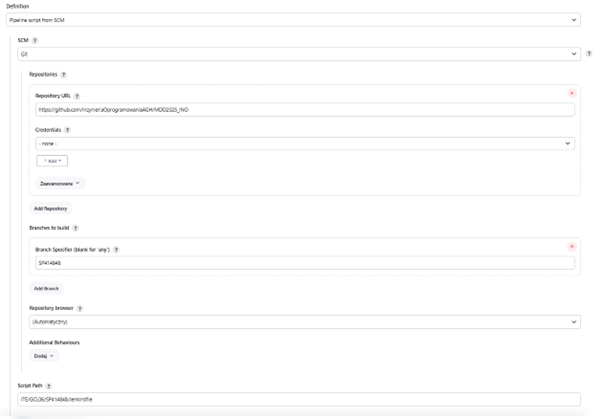 Definition
Pipeline script from SCM
SCM ?
Git
?
Repositories ?
Repository URL ?
https://github.com/InzynieriaOprogramowaniaAGH/MDO2025_INO
Credentials ?
- none -
+ Add
Zaawansowane
Add Repository
Branches to build
Branch Specifier (blank for 'any') ?
SP414848
Add Branch
Repository browser ?
(Automatyczny)
Additional Behaviours
Dodaj
Script Path ?
ITE/GCL06/SP414848/Jenkinsfile